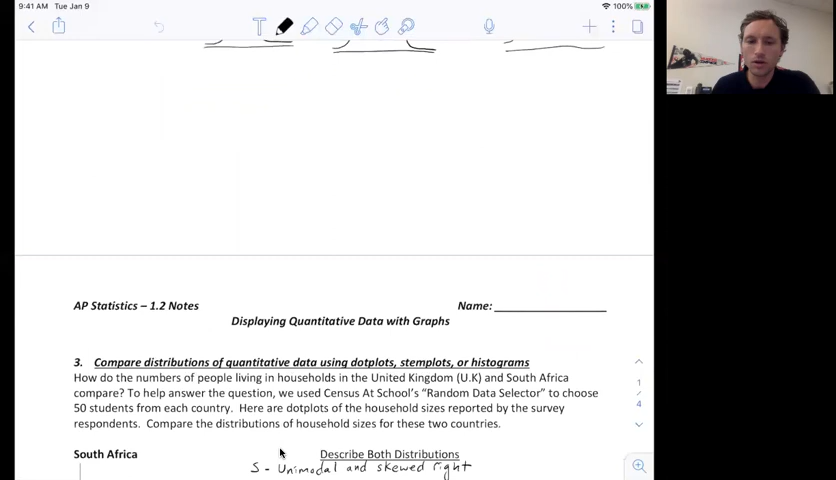 9:41 AM Tue Jan 9
100%
T
AP Statistics – 1.2 Notes
Name: ____________________
Displaying Quantitative Data with Graphs
1
/
4
3. Compare distributions of quantitative data using dotplots, stemplots, or histograms
How do the numbers of people living in households in the United Kingdom (U.K) and South Africa
compare? To help answer the question, we used Census At School's “Random Data Selector” to choose
50 students from each country. Here are dotplots of the household sizes reported by the survey
respondents. Compare the distributions of household sizes for these two countries.
South Africa
Describe Both Distributions
S - Unimodal and skewed right